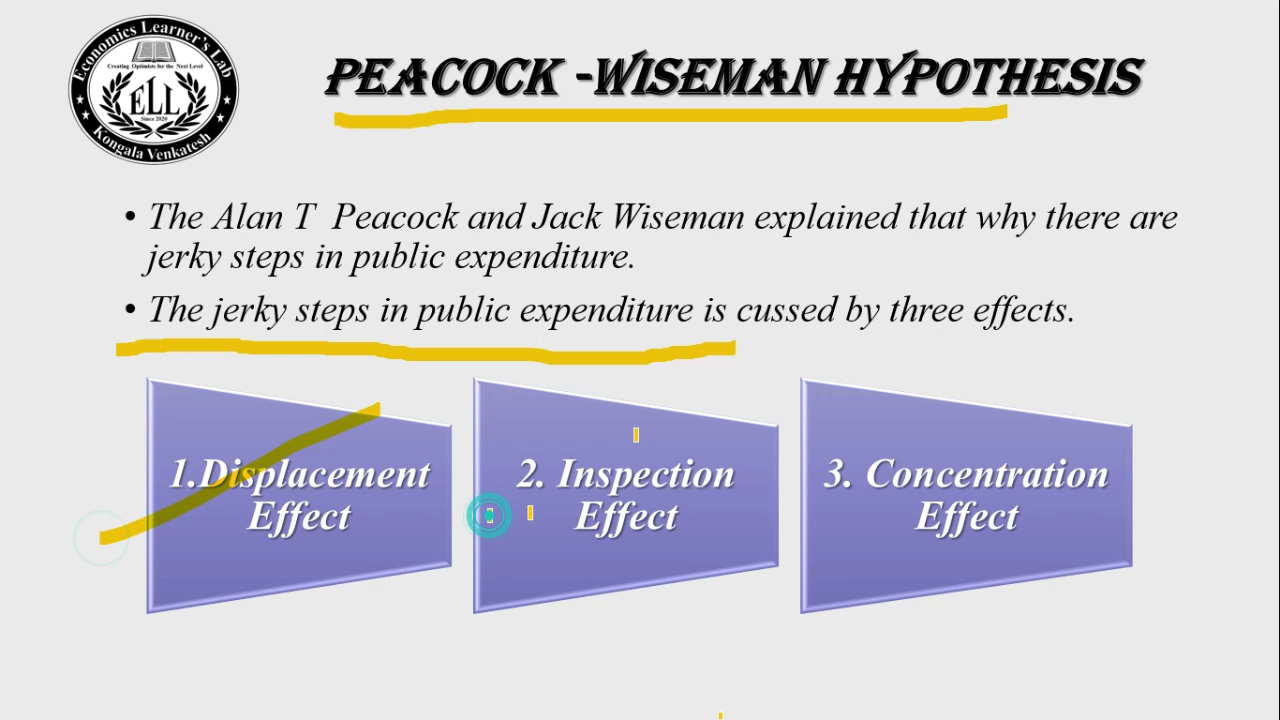 Economics Learner's Lab
Creating Optimists for the Next Level
ELL
Since 2020
Kongala Venkatesh
PEACOCK -WISEMAN HYPOTHESIS
• The Alan T Peacock and Jack Wiseman explained that why there are
jerky steps in public expenditure.
• The jerky steps in public expenditure is cussed by three effects.
1.Displacement
Effect
2. Inspection
Effect
3. Concentration
Effect